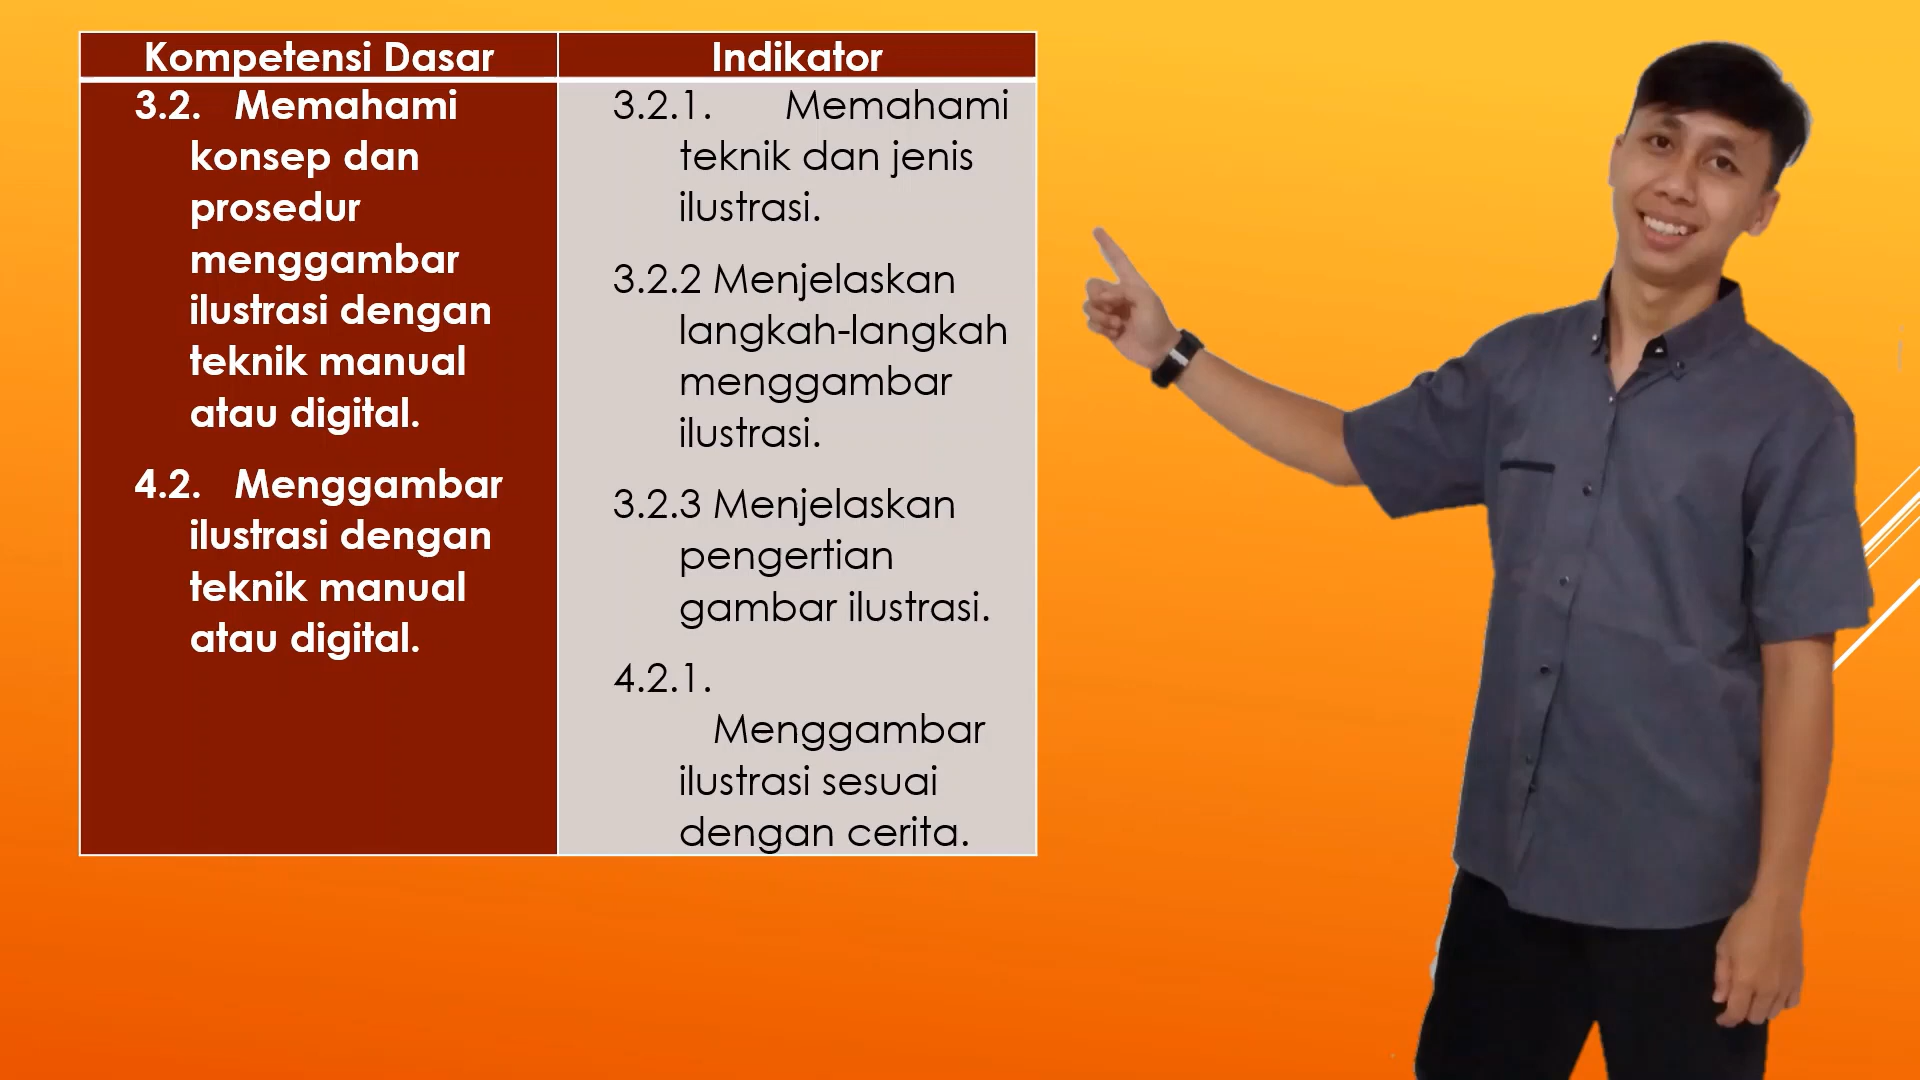 Kompetensi Dasar
Indikator
3.2. Memahami
konsep dan
prosedur
menggambar
ilustrasi dengan
teknik manual
atau digital.
4.2. Menggambar
ilustrasi dengan
teknik manual
atau digital.
3.2.1. Memahami
teknik dan jenis
ilustrasi.
3.2.2 Menjelaskan
langkah-langkah
menggambar
ilustrasi.
3.2.3 Menjelaskan
pengertian
gambar ilustrasi.
4.2.1.
Menggambar
ilustrasi sesuai
dengan cerita.